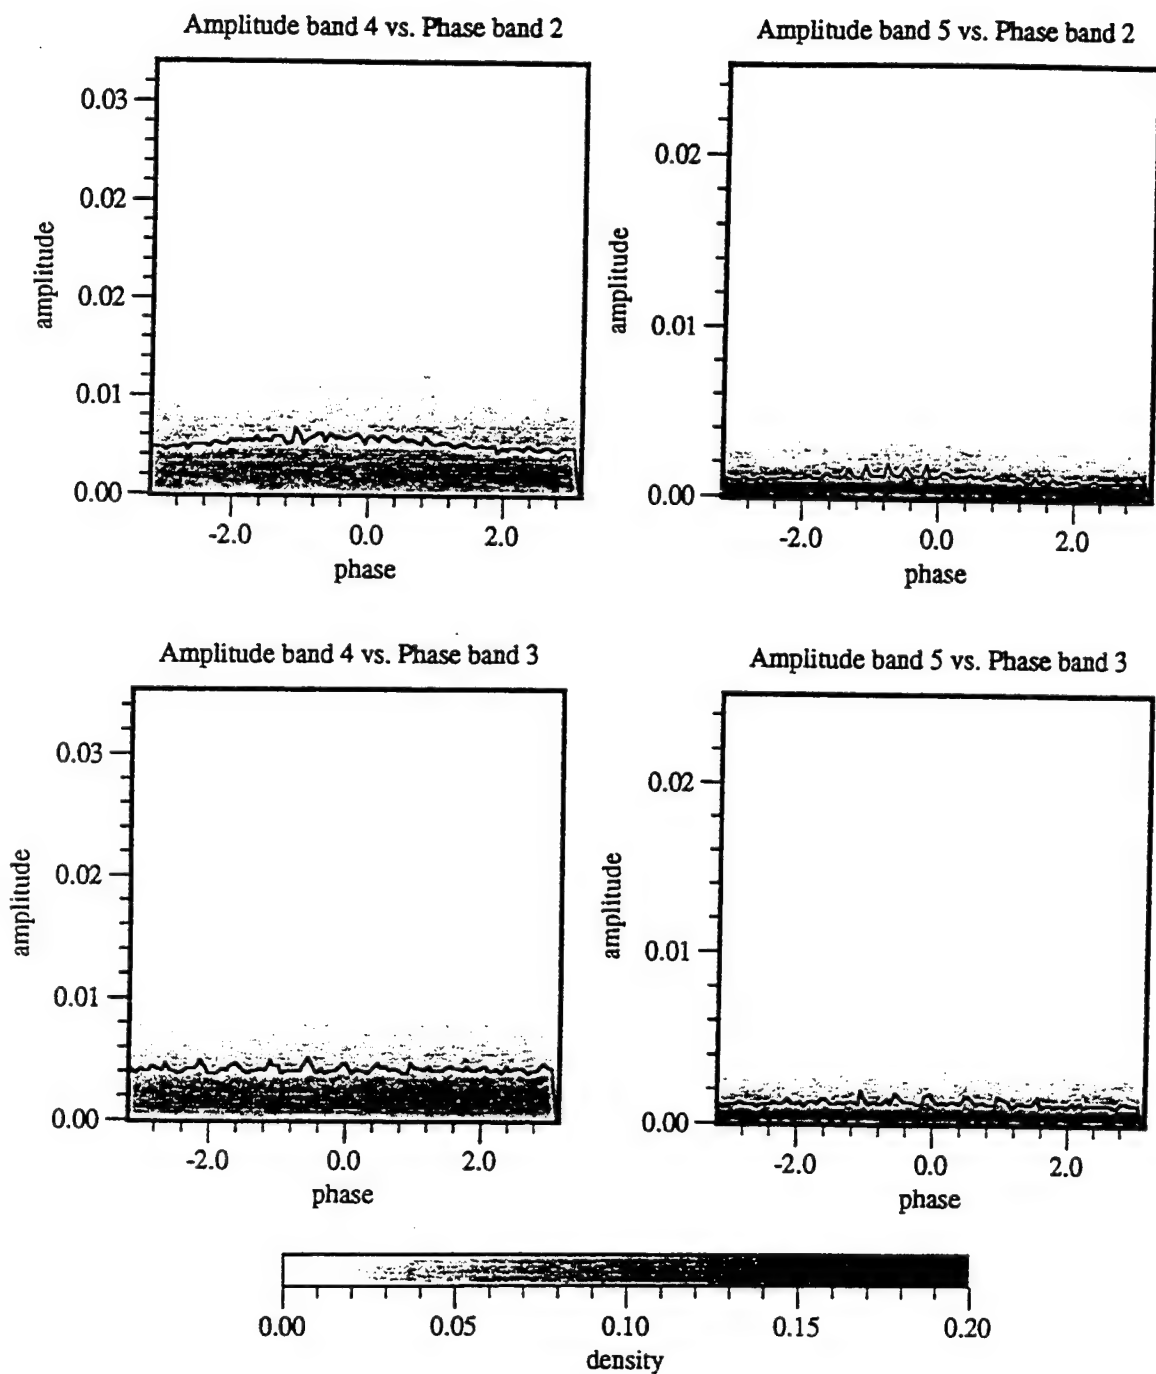 Amplitude band 4 vs. Phase band 2
Amplitude band 5 vs. Phase band 2
0.03
0.02
0.02
0.01
0.00
amplitude
-2.0 0.0 2.0
phase
0.02
0.01
0.00
amplitude
-2.0 0.0 2.0
phase
Amplitude band 4 vs. Phase band 3
Amplitude band 5 vs. Phase band 3
0.03
0.02
0.01
0.00
amplitude
-2.0 0.0 2.0
phase
0.02
0.01
0.00
amplitude
-2.0 0.0 2.0
phase
0.00 0.05 0.10 0.15 0.20
density